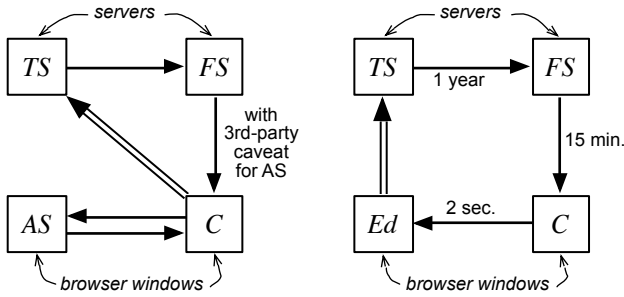 servers
TS
FS
with
3rd-party
caveat
for AS
AS
C
browser windows
servers
TS
1 year
FS
15 min.
Ed
2 sec.
C
browser windows